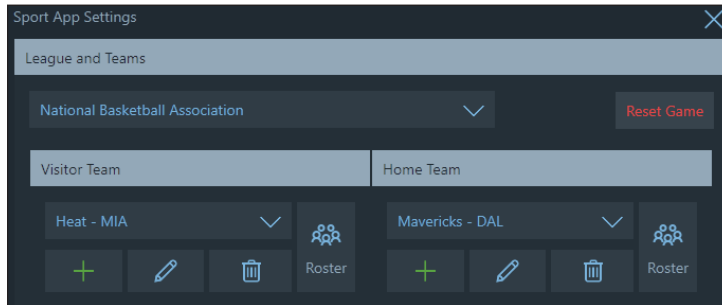 Sport App Settings
League and Teams
National Basketball Association
Reset Game
Visitor Team
Home Team
Heat - MIA
Roster
Mavericks - DAL
Roster